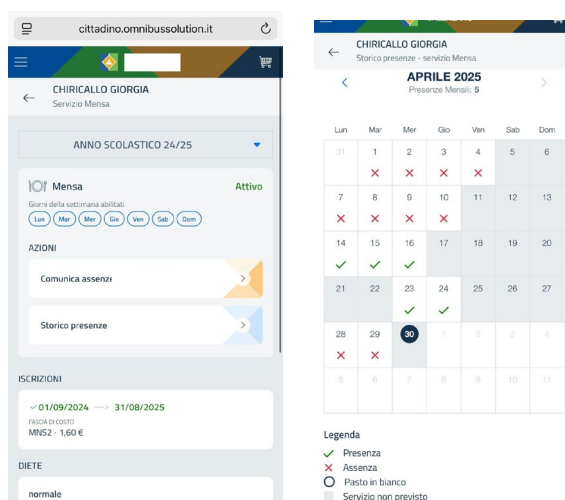 cittadino.omnibussolution.it
CHIRICALLO GIORGIA
Servizio Mensa
ANNO SCOLASTICO 24/25
Mensa
Attivo
Giorni della settimana abilitati
Lun Mar Mer Gio Ven Sab Dom
AZIONI
Comunica assenze
Storico presenze
ISCRIZIONI
01/09/2024 —> 31/08/2025
FASCIA DI COSTO
MNS2 - 1,60 €
DIETE
normale
CHIRICALLO GIORGIA
Storico presenze - servizio Mensa
APRILE 2025
Presenze Mensili: 5
Lun Mar Mer Gio Ven Sab Dom
31 1 2 3 4 5 6
7 8 9 10 11 12 13
14 15 16 17 18 19 20
21 22 23 24 25 26 27
28 29 30 1 2 3 4
5 6 7 8 9 10 11
Legenda
Presenza
Assenza
Pasto in bianco
Servizio non previsto